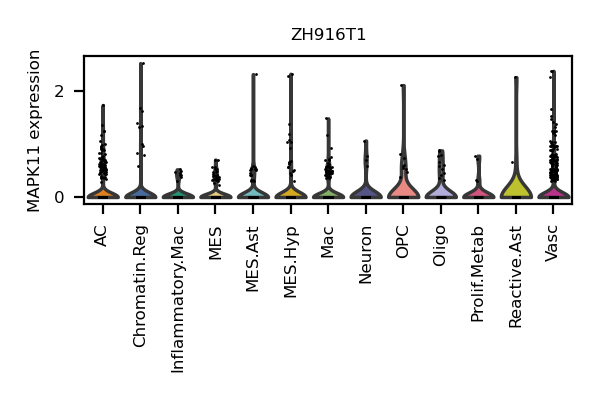 ZH916T1
MAPK11 expression
2
0
AC
Chromatin.Reg
Inflammatory.Mac
MES
MES.Ast
MES.Hyp
Mac
Neuron
OPC
Oligo
Prolif.Metab
Reactive.Ast
Vasc